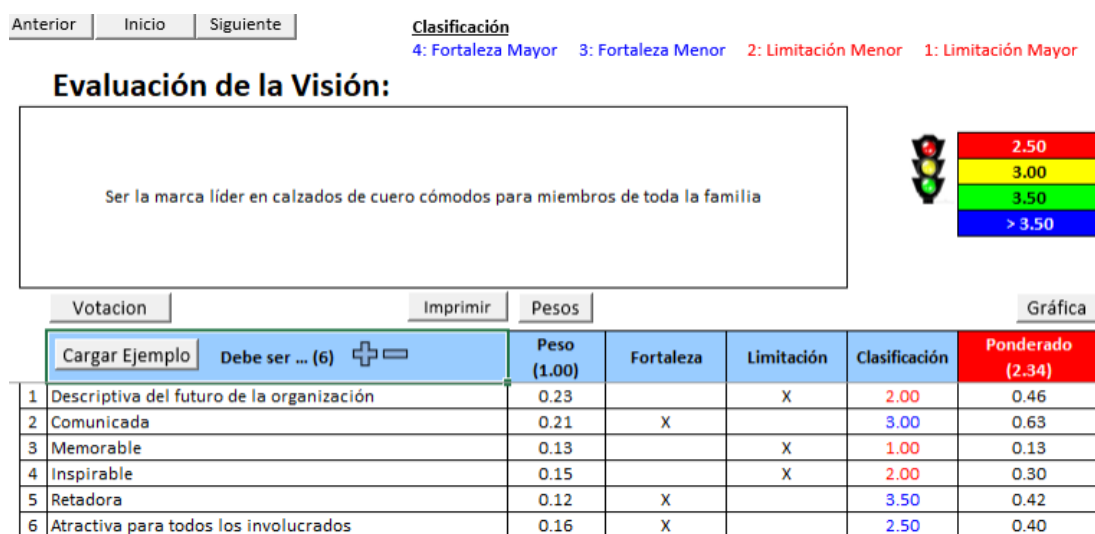 Anterior Inicio Siguiente
Clasificación
4: Fortaleza Mayor 3: Fortaleza Menor 2: Limitación Menor 1: Limitación Mayor
Evaluación de la Visión:
Ser la marca líder en calzados de cuero cómodos para miembros de toda la familia
2.50
3.00
3.50
> 3.50
Votacion Imprimir Pesos Gráfica
Cargar Ejemplo Debe ser ... (6) Peso (1.00) Fortaleza Limitación Clasificación Ponderado (2.34)
1 Descriptiva del futuro de la organización 0.23 X 2.00 0.46
2 Comunicada 0.21 X 3.00 0.63
3 Memorable 0.13 X 1.00 0.13
4 Inspirable 0.15 X 2.00 0.30
5 Retadora 0.12 X 3.50 0.42
6 Atractiva para todos los involucrados 0.16 X 2.50 0.40